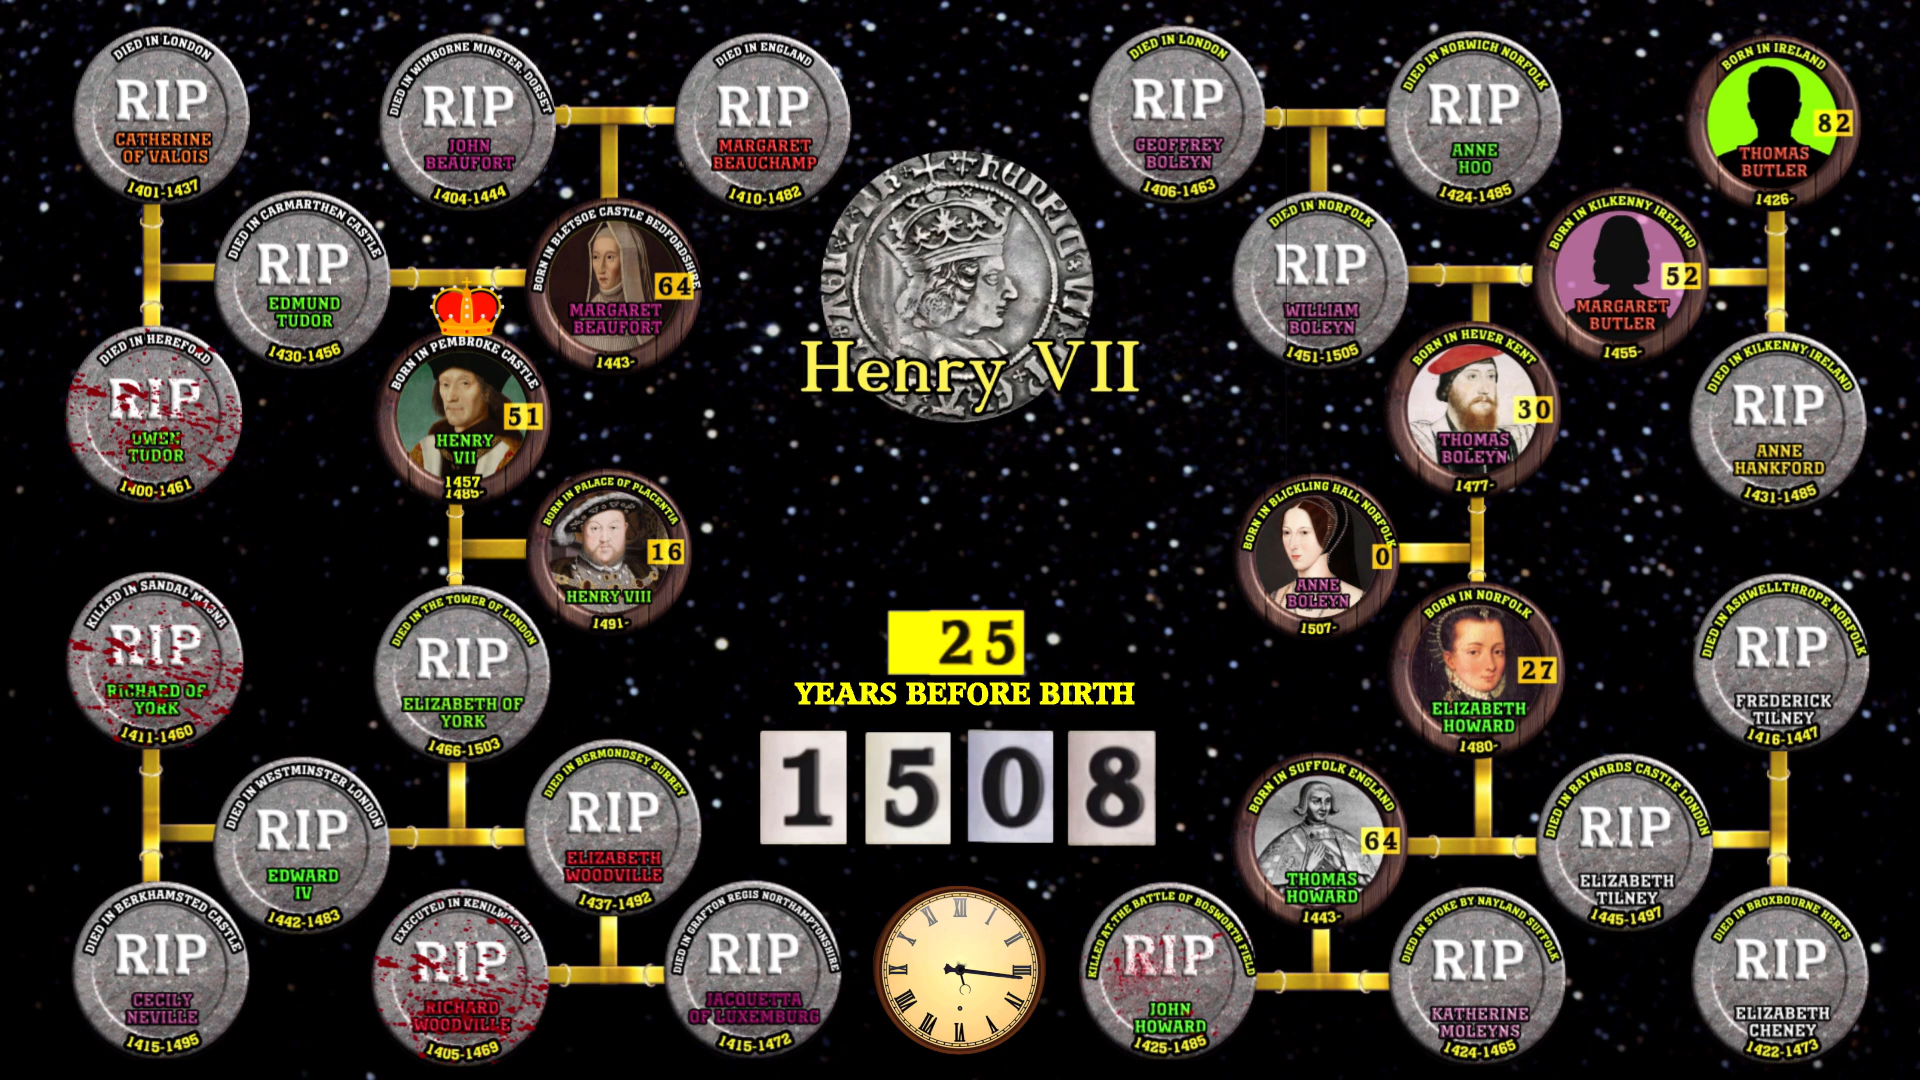 DIED IN LONDON
RIP
CATHERINE
OF VALOIS
1401-1437
DIED IN WIMBORNE MINSTER, DORSET
RIP
JOHN
BEAUFORT
1404-1444
DIED IN ENGLAND
RIP
MARGARET
BEAUCHAMP
1410-1482
DIED IN LONDON
RIP
GEOFFREY
BOLEYN
1406-1463
DIED IN NORWICH NORFOLK
RIP
ANNE
HOO
1424-1485
BORN IN IRELAND
82
THOMAS
BUTLER
1426-
DIED IN CARMARTHEN CASTLE
RIP
EDMUND
TUDOR
1430-1456
BORN IN BLETSOE CASTLE BEDFORDSHIRE
64
MARGARET
BEAUFORT
1443-
Henry VII
DIED IN NORFOLK
RIP
WILLIAM
BOLEYN
1451-1505
BORN IN KILKENNY IRELAND
52
MARGARET
BUTLER
1455-
DIED IN HEREFORD
RIP
OWEN
TUDOR
1400-1461
BORN IN PEMBROKE CASTLE
51
HENRY
VII
1457
1485-
BORN IN HEVER KENT
30
THOMAS
BOLEYN
1477-
DIED IN KILKENNY IRELAND
RIP
ANNE
HANKFORD
1431-1485
BORN IN PALACE OF PLACENTIA
16
HENRY VIII
1491-
BORN IN BLICKLING HALL NORFOLK
0
ANNE
BOLEYN
1507-
KILLED IN SANDAL MAGNA
RIP
RICHARD OF
YORK
1411-1460
DIED IN THE TOWER OF LONDON
RIP
ELIZABETH OF
YORK
1466-1503
25
YEARS BEFORE BIRTH
1508
BORN IN NORFOLK
27
ELIZABETH
HOWARD
1480-
DIED IN ASHWELLTHROPE NORFOLK
RIP
FREDERICK
TILNEY
1416-1447
DIED IN WESTMINSTER LONDON
RIP
EDWARD
IV
1442-1483
DIED IN BERMONDSEY SURREY
RIP
ELIZABETH
WOODVILLE
1437-1492
BORN IN SUFFOLK ENGLAND
64
THOMAS
HOWARD
1443-
DIED IN BAYNARDS CASTLE LONDON
RIP
ELIZABETH
TILNEY
1445-1497
DIED IN BERKHAMSTED CASTLE
RIP
CECILY
NEVILLE
1415-1495
EXECUTED IN KENILWORTH
RIP
RICHARD
WOODVILLE
1405-1469
DIED IN GRAFTON REGIS NORTHAMPTONSHIRE
RIP
JACQUETTA
OF LUXEMBURG
1415-1472
KILLED AT THE BATTLE OF BOSWORTH FIELD
RIP
JOHN
HOWARD
1425-1485
DIED IN STOKE BY NAYLAND SUFFOLK
RIP
KATHERINE
MOLEYNS
1424-1465
DIED IN BROXBOURNE HERTS
RIP
ELIZABETH
CHENEY
1422-1473